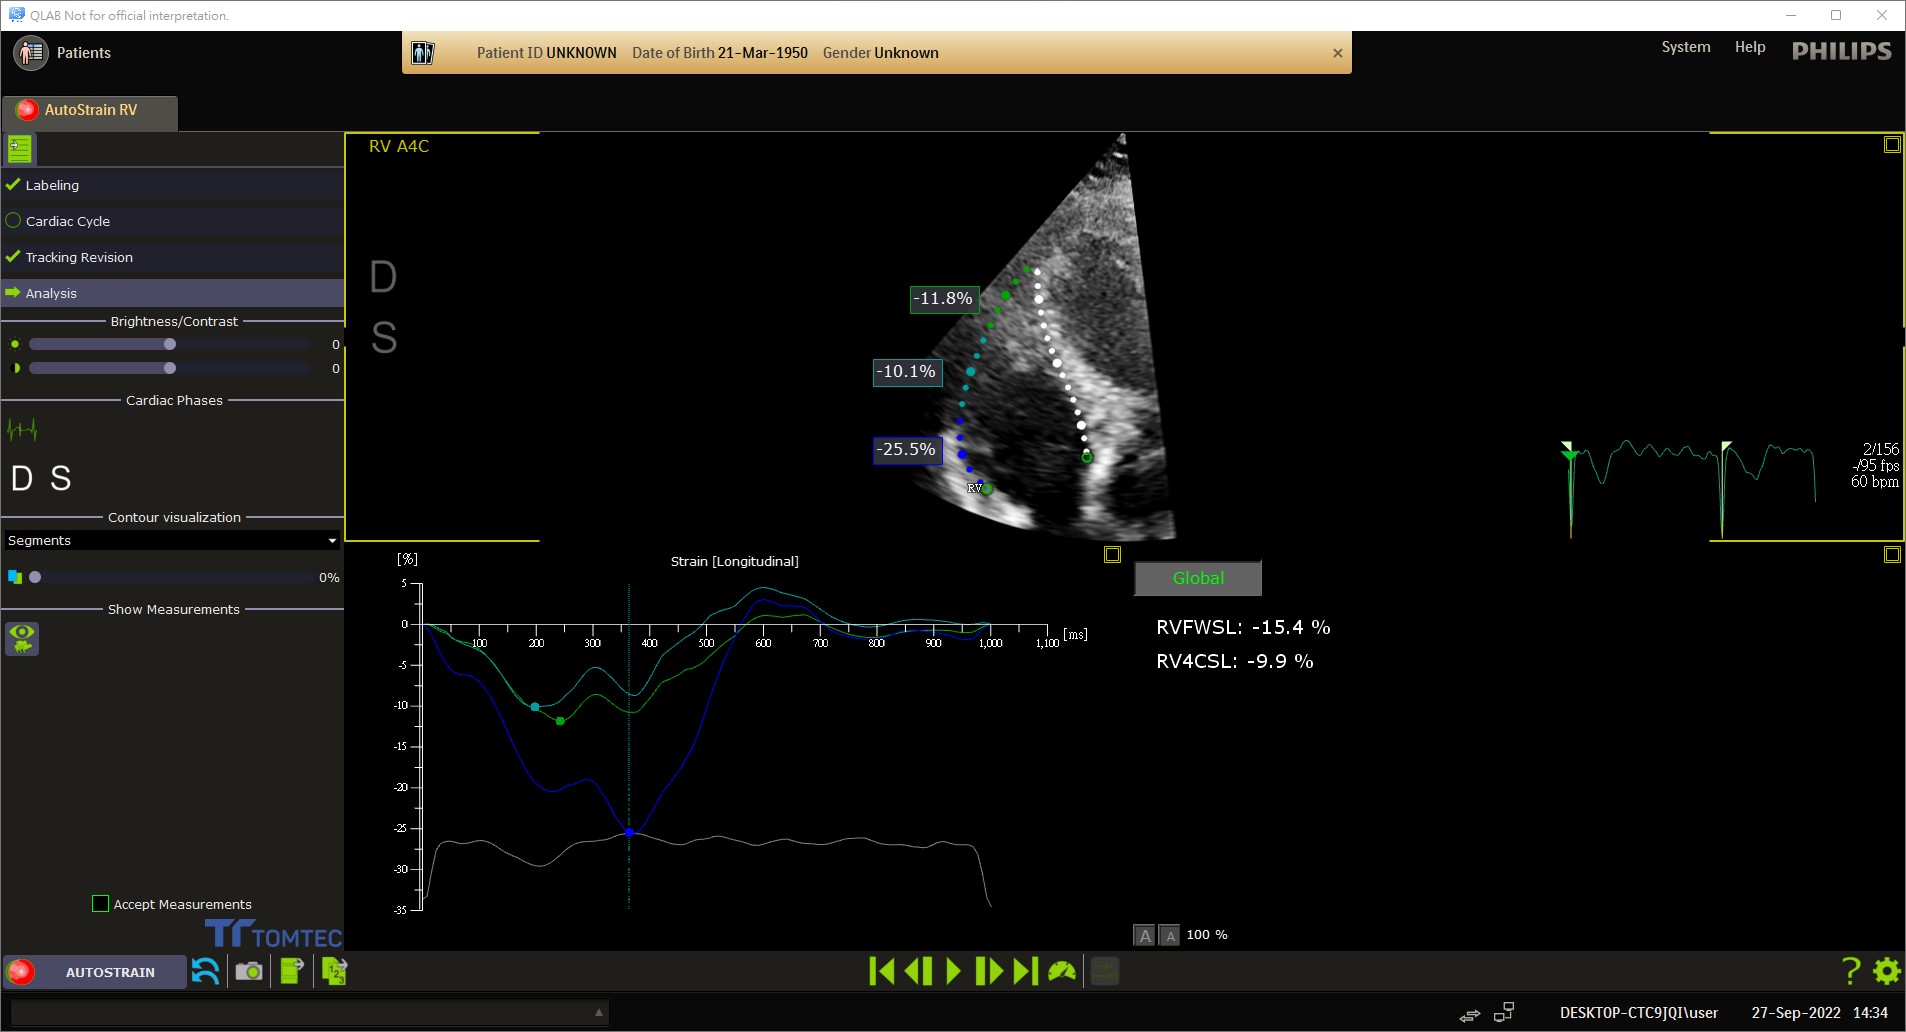 QLAB Not for official interpretation.
Patients
Patient ID UNKNOWN Date of Birth 21-Mar-1950 Gender Unknown
System Help PHILIPS
AutoStrain RV
Labeling
Cardiac Cycle
Tracking Revision
Analysis
Brightness/Contrast
0
0
Cardiac Phases
D S
Contour visualization
Segments
0%
Show Measurements
Accept Measurements
TOMTEC
RV A4C
D
S
-11.8%
-10.1%
-25.5%
RV
2/156
-/95 fps
60 bpm
[%] Strain [Longitudinal]
5
0
100 200 300 400 500 600 700 800 900 1,000 1,100 [ms]
-5
-10
-15
-20
-25
-30
-35
Global
RVFWSL: -15.4 %
RV4CSL: -9.9 %
A A 100 %
AUTOSTRAIN
1 2 3
?
DESKTOP-CTC9JQI\user 27-Sep-2022 14:34